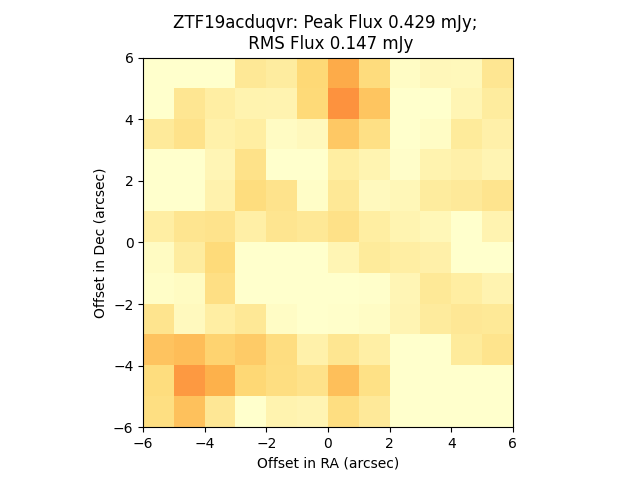 ZTF19acduqvr: Peak Flux 0.429 mJy;
RMS Flux 0.147 mJy
6
4
2
0
−2
−4
−6
Offset in Dec (arcsec)
−6 −4 −2 0 2 4 6
Offset in RA (arcsec)